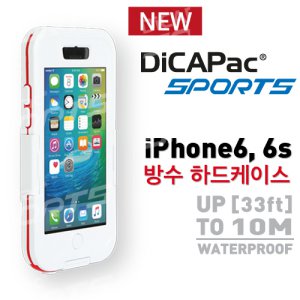 NEW
DiCAPac®
SPORTS
iPhone6, 6s
방수 하드케이스
UP [33ft]
TO 10M
WATERPROOF